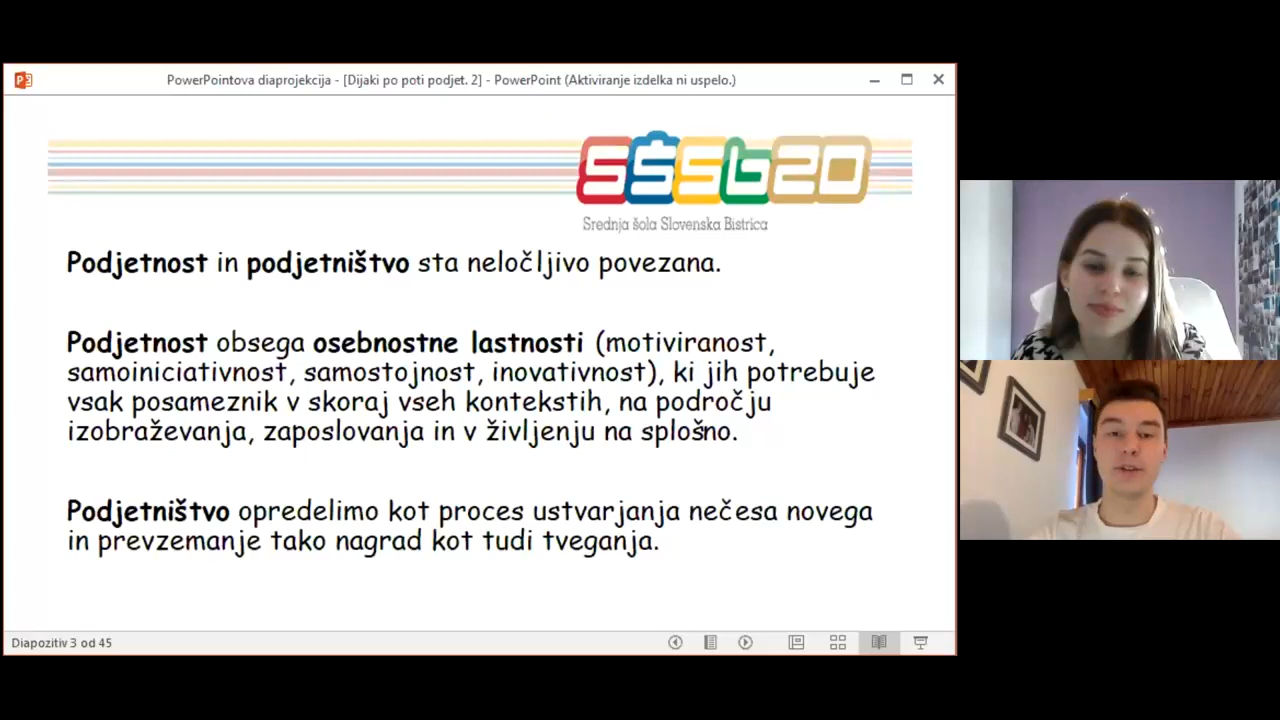 PowerPointova diaprojekcija - [Dijaki po poti podjet. 2] - PowerPoint (Aktiviranje izdelka ni uspelo.)
SŠSb20
Srednja šola Slovenska Bistrica
Podjetnost in podjetništvo sta neločljivo povezana.
Podjetnost obsega osebnostne lastnosti (motiviranost,
samoiniciativnost, samostojnost, inovativnost), ki jih potrebuje
vsak posameznik v skoraj vseh kontekstih, na področju
izobraževanja, zaposlovanja in v življenju na splošno.
Podjetništvo opredelimo kot proces ustvarjanja nečesa novega
in prevzemanje tako nagrad kot tudi tveganja.
Diapozitiv 3 od 45